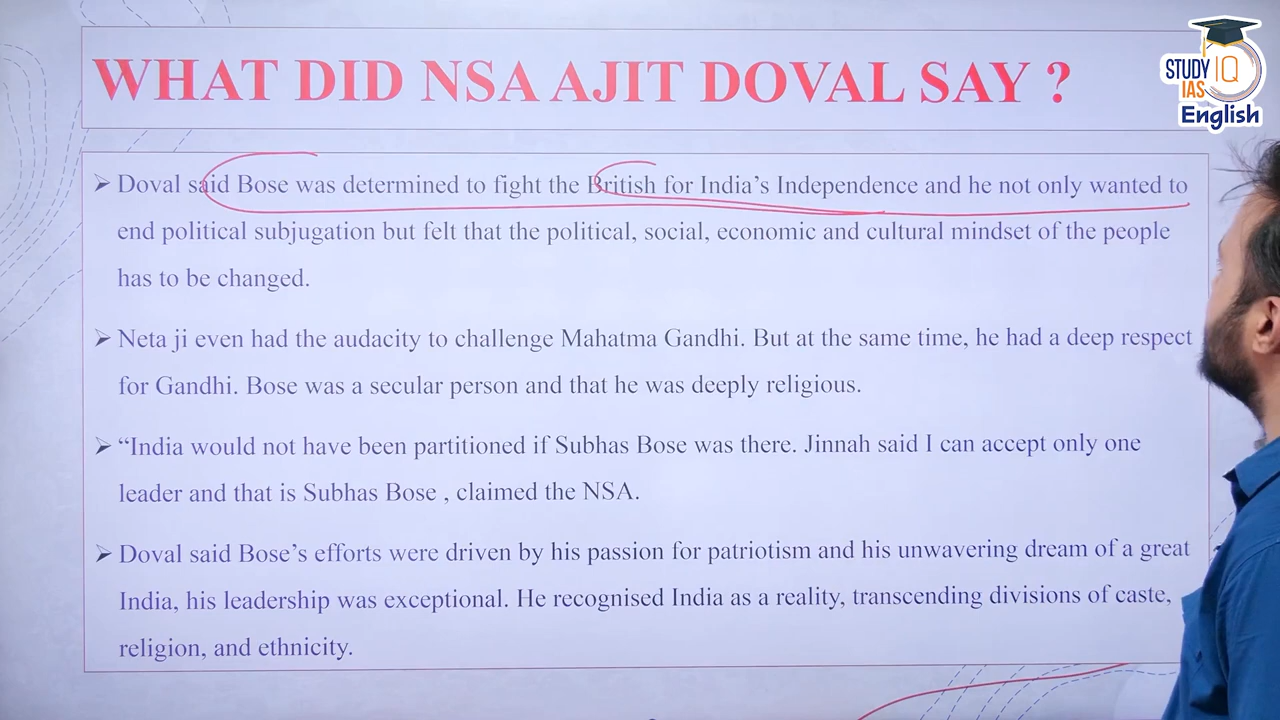 WHAT DID NSA AJIT DOVAL SAY ?
STUDY IQ
IAS
English
➢ Doval said Bose was determined to fight the British for India’s Independence and he not only wanted to
end political subjugation but felt that the political, social, economic and cultural mindset of the people
has to be changed.
➢ Neta ji even had the audacity to challenge Mahatma Gandhi. But at the same time, he had a deep respect
for Gandhi. Bose was a secular person and that he was deeply religious.
➢ “India would not have been partitioned if Subhas Bose was there. Jinnah said I can accept only one
leader and that is Subhas Bose , claimed the NSA.
➢ Doval said Bose’s efforts were driven by his passion for patriotism and his unwavering dream of a great
India, his leadership was exceptional. He recognised India as a reality, transcending divisions of caste,
religion, and ethnicity.